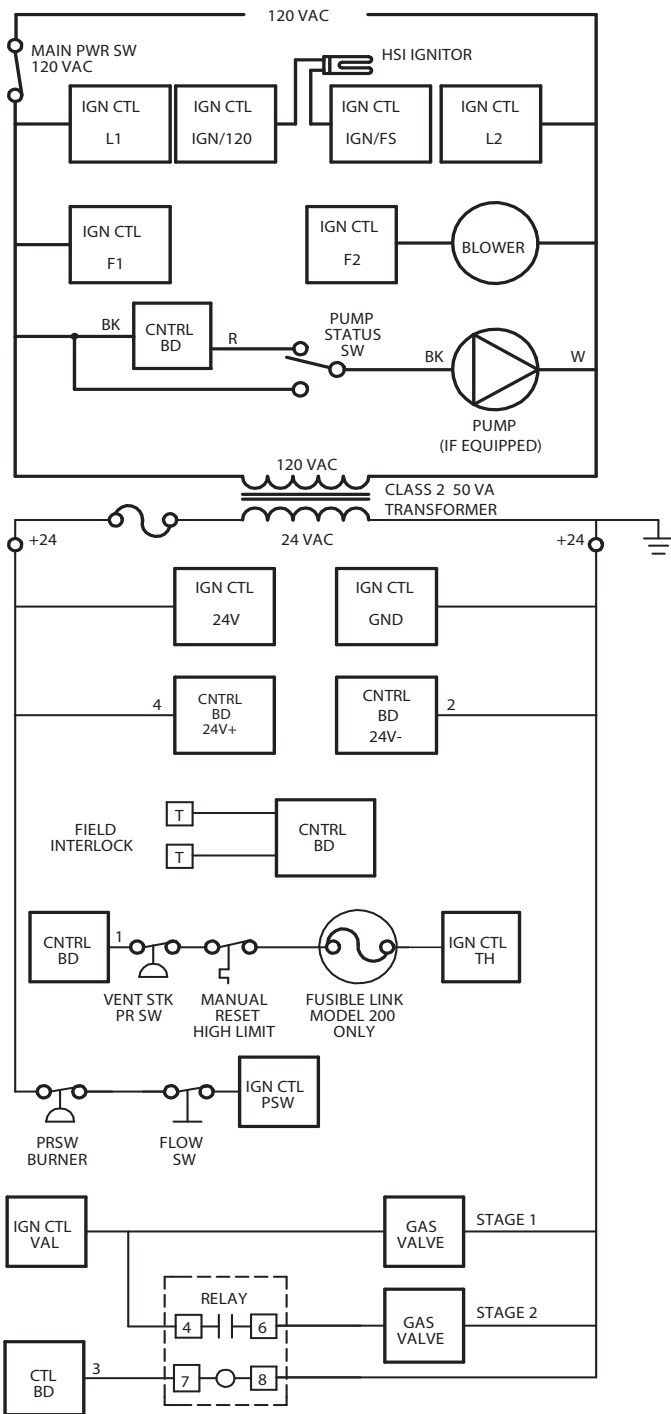 120 VAC
MAIN PWR SW
120 VAC
HSI IGNITOR
IGN CTL
L1
IGN CTL
IGN/120
IGN CTL
IGN/FS
IGN CTL
L2
IGN CTL
F1
IGN CTL
F2
BLOWER
BK
CNTRL
BD
R
PUMP
STATUS
SW
BK
W
PUMP
(IF EQUIPPED)
120 VAC
CLASS 2 50 VA
TRANSFORMER
24 VAC
+24
+24
IGN CTL
24V
IGN CTL
GND
4
CNTRL
BD
24V+
CNTRL
BD
24V-
2
FIELD
INTERLOCK
T
T
CNTRL
BD
CNTRL
BD
1
VENT STK
PR SW
MANUAL
RESET
HIGH LIMIT
FUSIBLE LINK
MODEL 200
ONLY
IGN CTL
TH
PRSW
BURNER
FLOW
SW
IGN CTL
PSW
IGN CTL
VAL
GAS
VALVE
STAGE 1
RELAY
4
6
GAS
VALVE
STAGE 2
CTL
BD
3
7
8